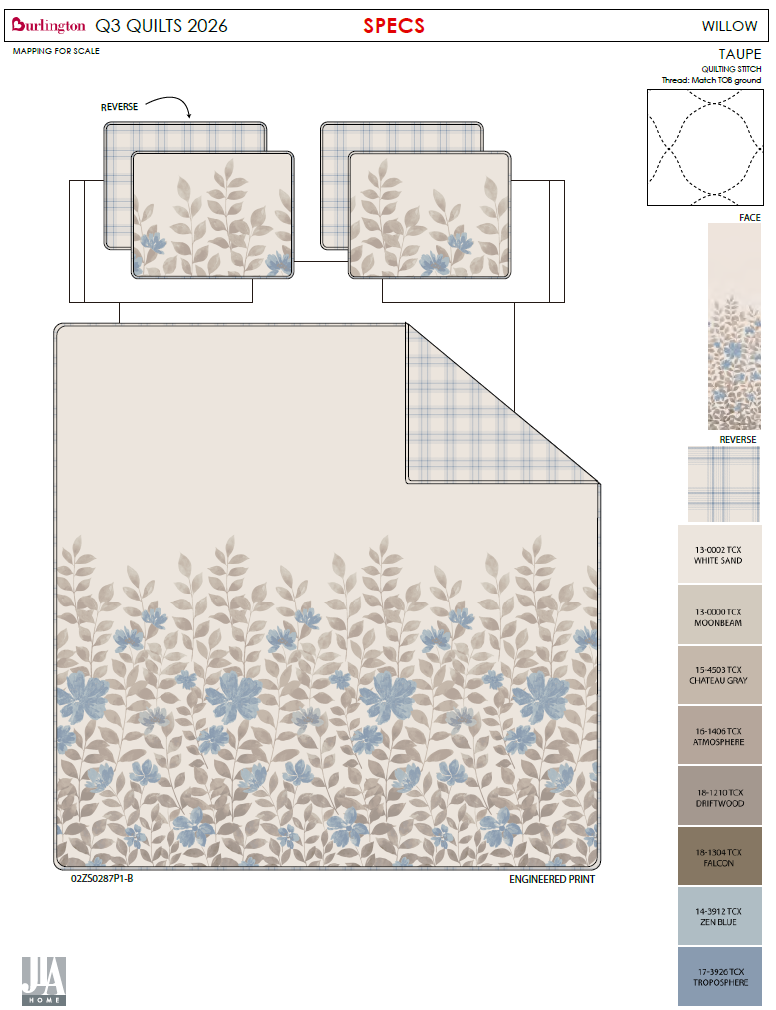 Burlington Q3 QUILTS 2026
SPECS
WILLOW
MAPPING FOR SCALE
TAUPE
QUILTING STITCH
Thread: Match TOB ground
REVERSE
FACE
REVERSE
13-0002 TCX
WHITE SAND
13-0000 TCX
MOONBEAM
15-4503 TCX
CHATEAU GRAY
16-1406 TCX
ATMOSPHERE
18-1210 TCX
DRIFTWOOD
18-1304 TCX
FALCON
14-3912 TCX
ZEN BLUE
17-3926 TCX
TROPOSPHERE
02ZS0287P1-B
ENGINEERED PRINT
JLA
HOME